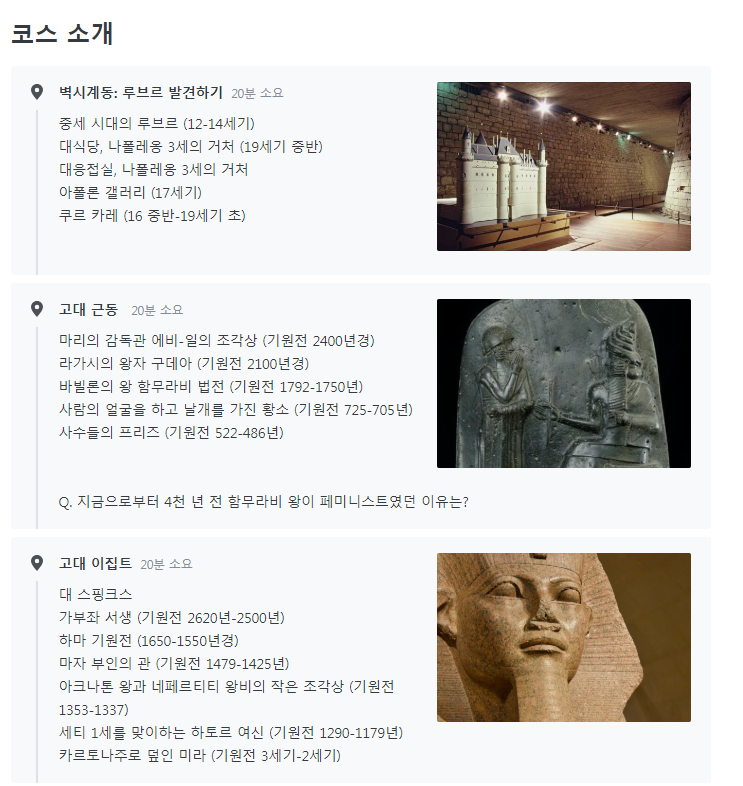 코스 소개
벽시계동: 루브르 발견하기 20분 소요
중세 시대의 루브르 (12-14세기)
대식당, 나폴레옹 3세의 거처 (19세기 중반)
대응접실, 나폴레옹 3세의 거처
아폴론 갤러리 (17세기)
쿠르 카레 (16 중반-19세기 초)
고대 근동 20분 소요
마리의 감독관 에비-일의 조각상 (기원전 2400년경)
라가시의 왕자 구데아 (기원전 2100년경)
바빌론의 왕 함무라비 법전 (기원전 1792-1750년)
사람의 얼굴을 하고 날개를 가진 황소 (기원전 725-705년)
사수들의 프리즈 (기원전 522-486년)
Q. 지금으로부터 4천 년 전 함무라비 왕이 페미니스트였던 이유는?
고대 이집트 20분 소요
대 스핑크스
가부좌 서생 (기원전 2620년-2500년)
하마 기원전 (1650-1550년경)
마자 부인의 관 (기원전 1479-1425년)
아크나톤 왕과 네페르티티 왕비의 작은 조각상 (기원전
1353-1337)
세티 1세를 맞이하는 하토르 여신 (기원전 1290-1179년)
카르토나주로 덮인 미라 (기원전 3세기-2세기)